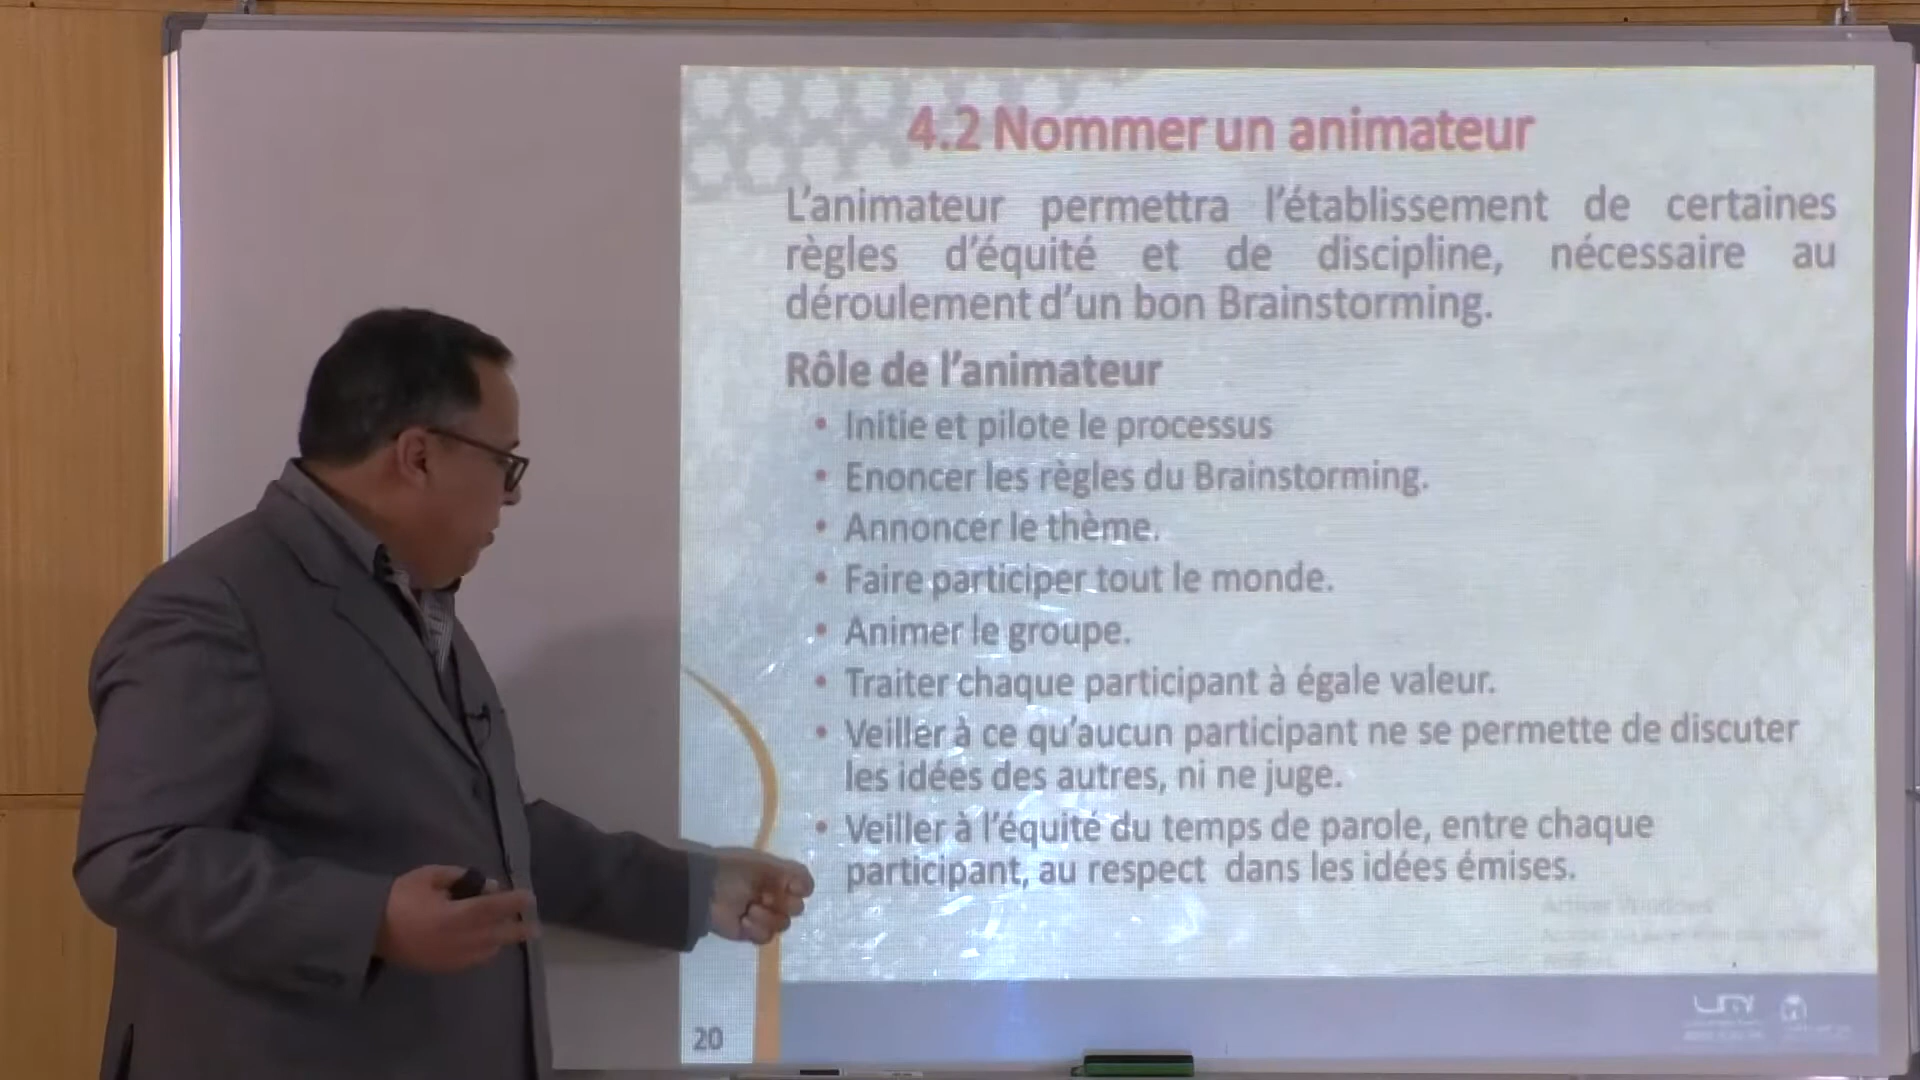 4.2 Nommer un animateur
L'animateur permettra l'établissement de certaines
règles d'équité et de discipline, nécessaire au
déroulement d'un bon Brainstorming.
Rôle de l'animateur
• Initie et pilote le processus
• Enoncer les règles du Brainstorming.
• Annoncer le thème.
• Faire participer tout le monde.
• Animer le groupe.
• Traiter chaque participant à égale valeur.
• Veiller à ce qu'aucun participant ne se permette de discuter
les idées des autres, ni ne juge.
• Veiller à l'équité du temps de parole, entre chaque
participant, au respect dans les idées émises.
Activer Windows
20